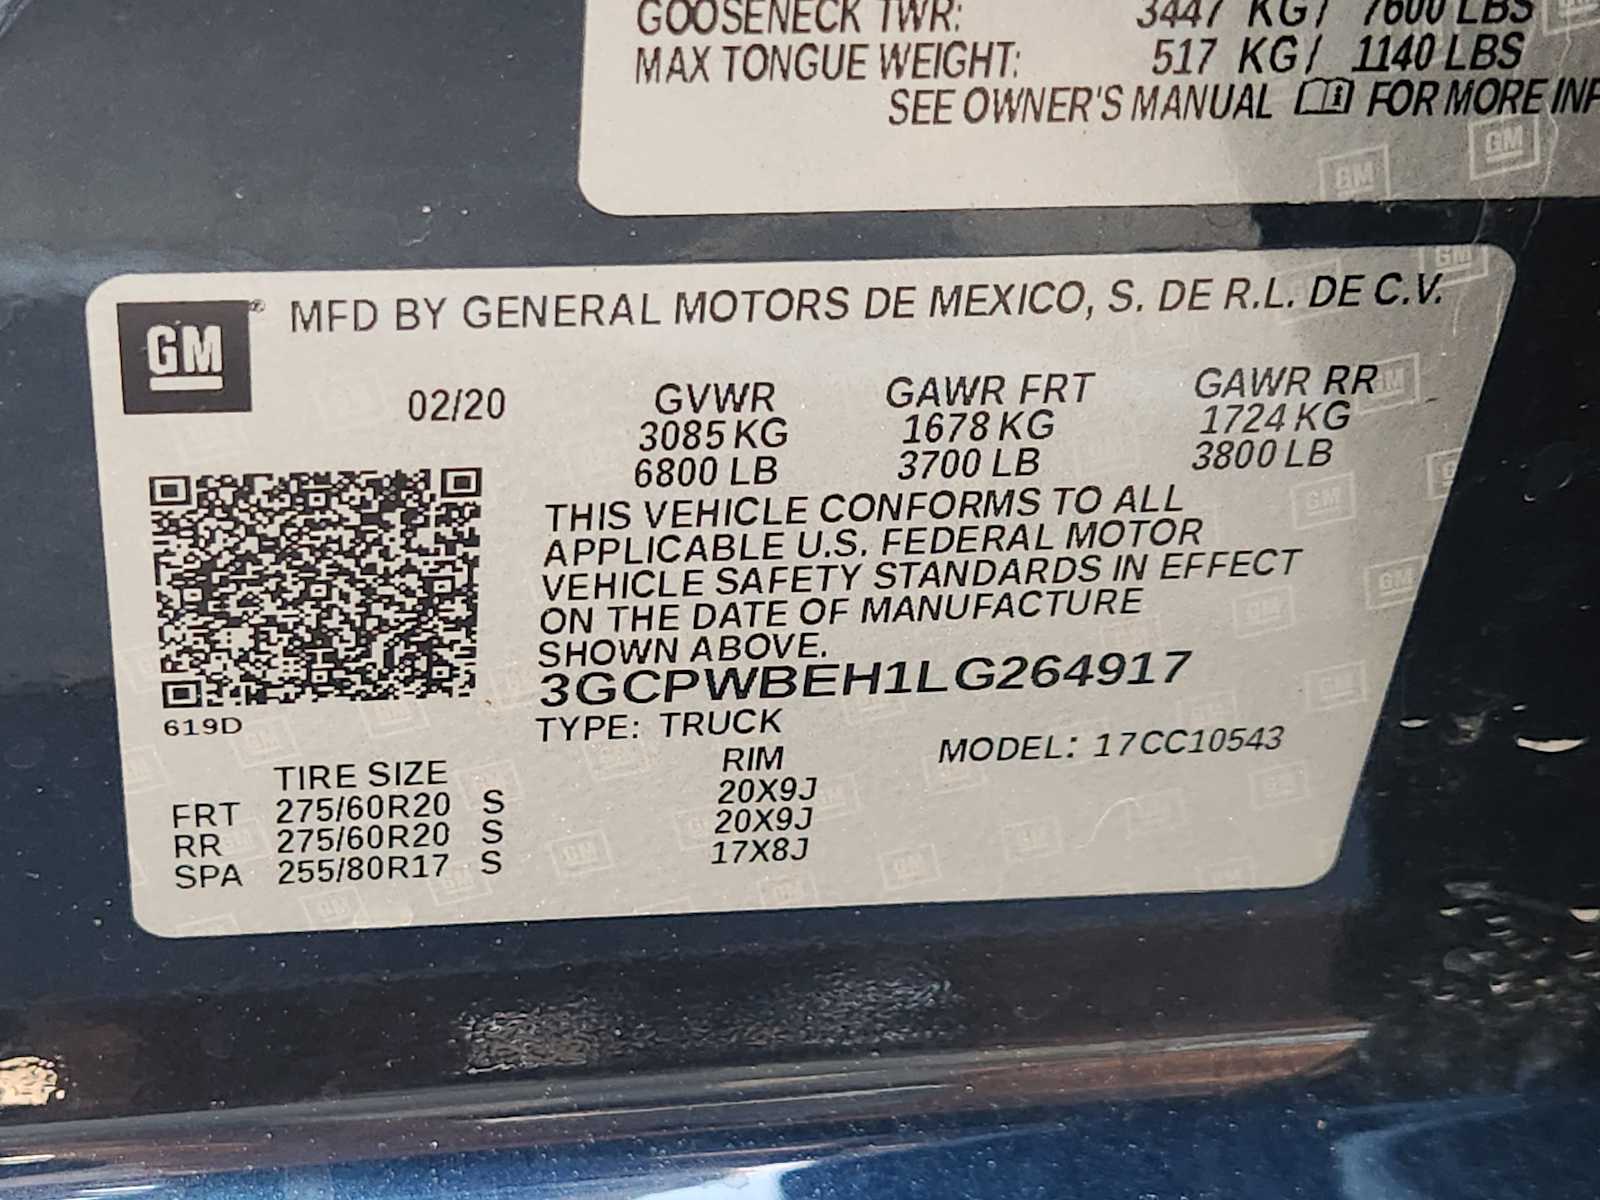 GOOSENECK TWR: 3447 KG / 7600 LBS
MAX TONGUE WEIGHT: 517 KG / 1140 LBS
SEE OWNER'S MANUAL FOR MORE INF
GM® MFD BY GENERAL MOTORS DE MEXICO, S. DE R.L. DE C.V.
02/20 GVWR GAWR FRT GAWR RR
3085 KG 1678 KG 1724 KG
6800 LB 3700 LB 3800 LB
THIS VEHICLE CONFORMS TO ALL
APPLICABLE U.S. FEDERAL MOTOR
VEHICLE SAFETY STANDARDS IN EFFECT
ON THE DATE OF MANUFACTURE
SHOWN ABOVE.
3GCPWBEH1LG264917
619D
TYPE: TRUCK MODEL: 17CC10543
TIRE SIZE RIM
FRT 275/60R20 S 20X9J
RR 275/60R20 S 20X9J
SPA 255/80R17 S 17X8J